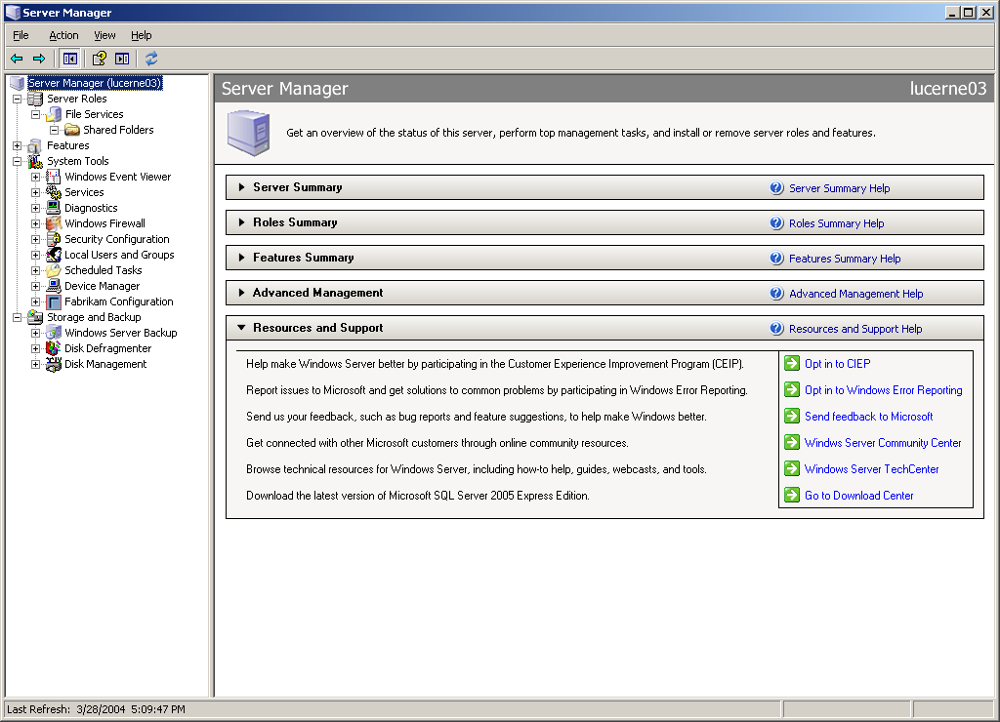 Server Manager
File Action View Help
Server Manager (lucerne03)
Server Roles
File Services
Shared Folders
Features
System Tools
Windows Event Viewer
Services
Diagnostics
Windows Firewall
Security Configuration
Local Users and Groups
Scheduled Tasks
Device Manager
Fabrikam Configuration
Storage and Backup
Windows Server Backup
Disk Defragmenter
Disk Management
Server Manager lucerne03
Get an overview of the status of this server, perform top management tasks, and install or remove server roles and features.
Server Summary Server Summary Help
Roles Summary Roles Summary Help
Features Summary Features Summary Help
Advanced Management Advanced Management Help
Resources and Support Resources and Support Help
Help make Windows Server better by participating in the Customer Experience Improvement Program (CEIP). Opt in to CIEP
Report issues to Microsoft and get solutions to common problems by participating in Windows Error Reporting. Opt in to Windows Error Reporting
Send us your feedback, such as bug reports and feature suggestions, to help make Windows better. Send feedback to Microsoft
Get connected with other Microsoft customers through online community resources. Windws Server Community Center
Browse technical resources for Windows Server, including how-to help, guides, webcasts, and tools. Windows Server TechCenter
Download the latest version of Microsoft SQL Server 2005 Express Edition. Go to Download Center
Last Refresh: 3/28/2004 5:09:47 PM